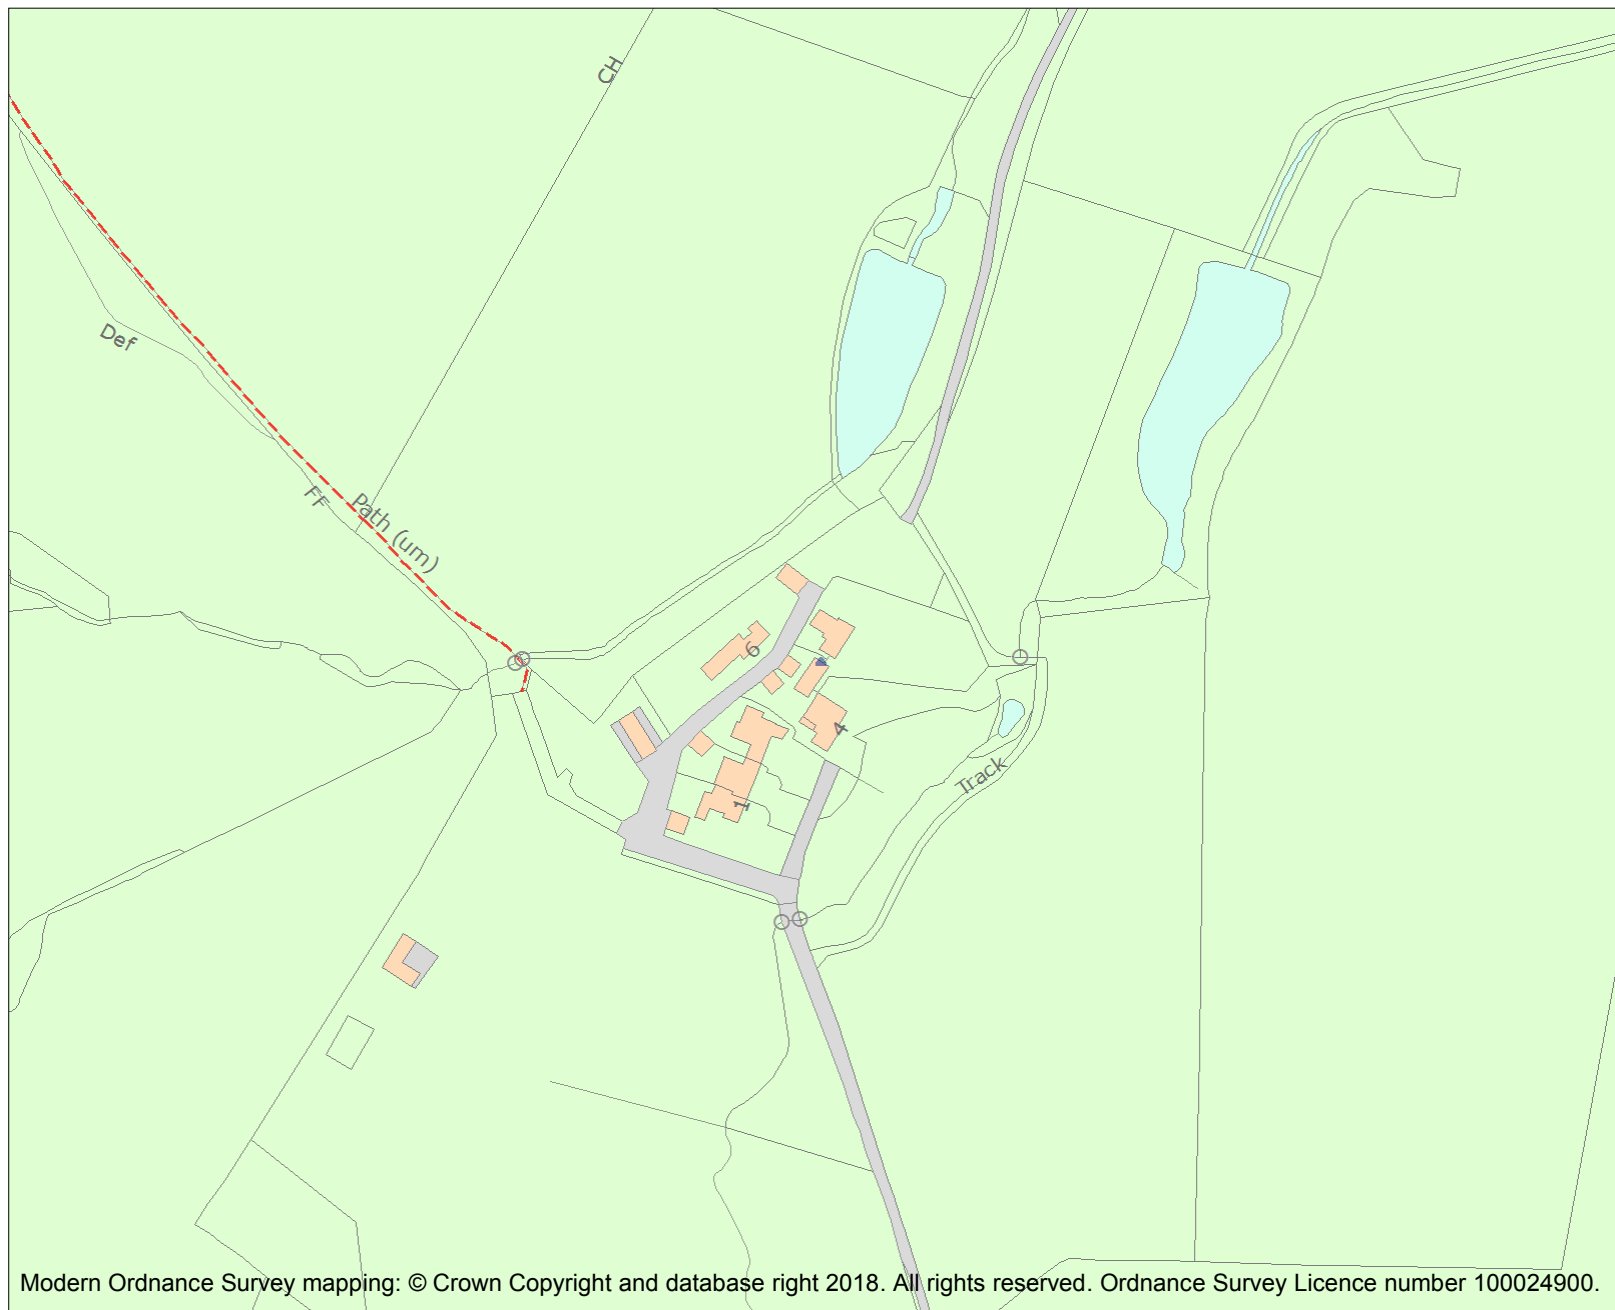 CH
Def
FF
Path (um)
6
4
Track
1
Modern Ordnance Survey mapping: © Crown Copyright and database right 2018. All rights reserved. Ordnance Survey Licence number 100024900.